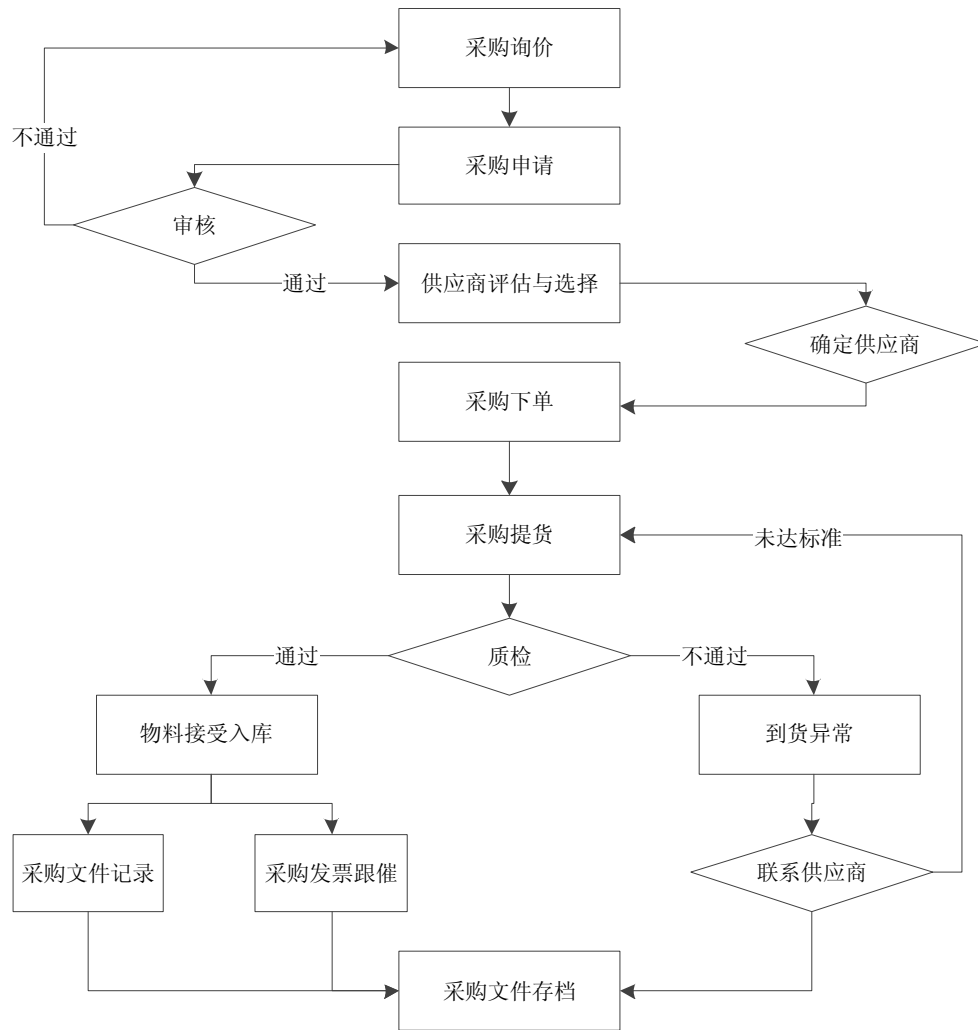 采购询价
不通过
采购申请
审核
通过
供应商评估与选择
确定供应商
采购下单
采购提货
未达标准
通过
质检
不通过
物料接受入库
到货异常
采购文件记录
采购发票跟催
联系供应商
采购文件存档